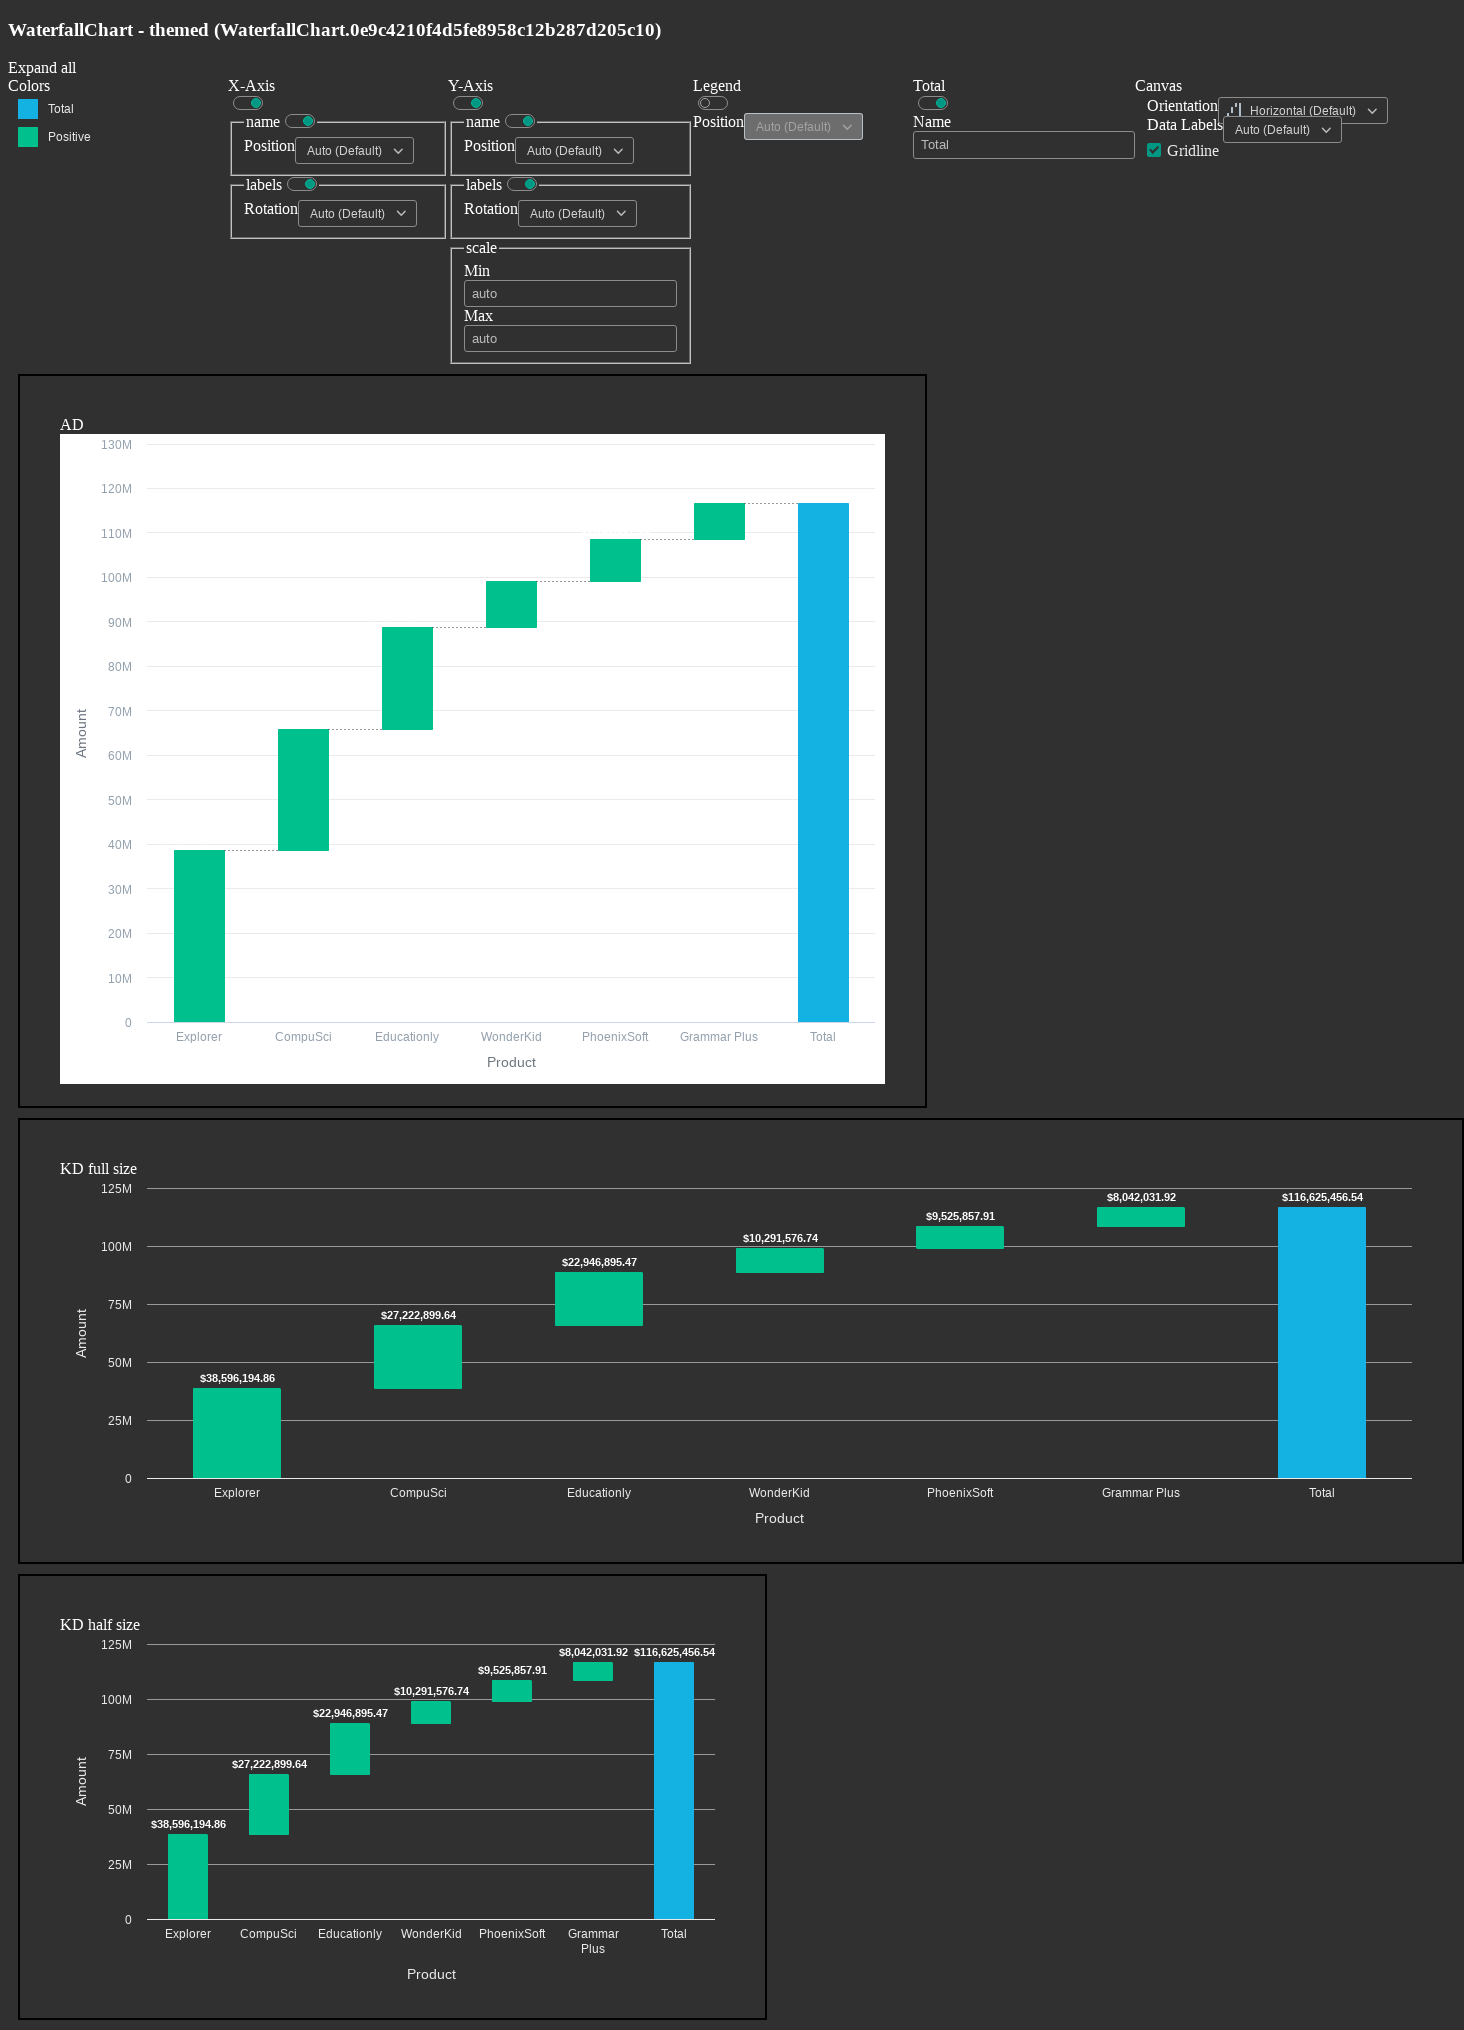 WaterfallChart - themed (WaterfallChart.0e9c4210f4d5fe8958c12b287d205c10)
Expand all
Colors
Total
Positive
X-Axis
name
Position Auto (Default)
labels
Rotation Auto (Default)
Y-Axis
name
Position Auto (Default)
labels
Rotation Auto (Default)
scale
Min
auto
Max
auto
Legend
Position Auto (Default)
Total
Name
Total
Canvas
Orientation Horizontal (Default)
Data Labels Auto (Default)
Gridline
AD
130M
120M
110M
100M
90M
80M
70M
60M
50M
40M
30M
20M
10M
0
Amount
Explorer CompuSci Educationly WonderKid PhoenixSoft Grammar Plus Total
Product
KD full size
125M
100M
75M
50M
25M
0
Amount
$38,596,194.86
$27,222,899.64
$22,946,895.47
$10,291,576.74
$9,525,857.91
$8,042,031.92
$116,625,456.54
Explorer CompuSci Educationly WonderKid PhoenixSoft Grammar Plus Total
Product
KD half size
125M
100M
75M
50M
25M
0
Amount
$38,596,194.86
$27,222,899.64
$22,946,895.47
$10,291,576.74
$9,525,857.91
$8,042,031.92
$116,625,456.54
Explorer CompuSci Educationly WonderKid PhoenixSoft Grammar Total
Plus
Product